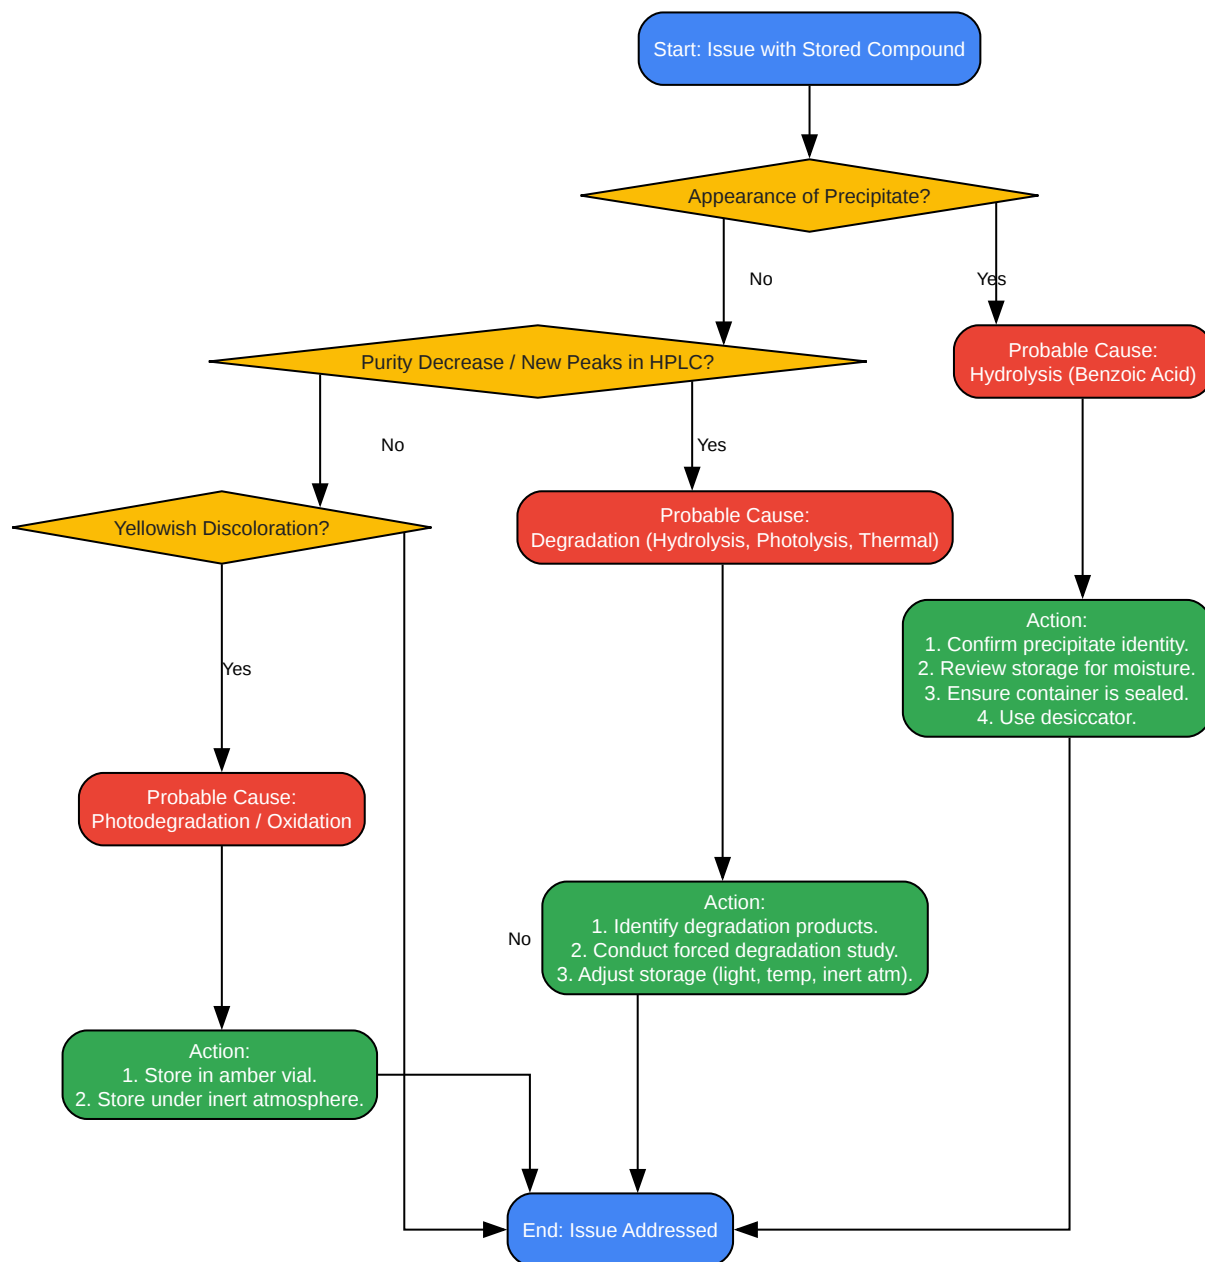 Start: Issue with Stored Compound
Appearance of Precipitate?
No
Yes
Purity Decrease / New Peaks in HPLC?
Probable Cause:
Hydrolysis (Benzoic Acid)
No
Yes
Yellowish Discoloration?
Probable Cause:
Degradation (Hydrolysis, Photolysis, Thermal)
Action:
1. Confirm precipitate identity.
2. Review storage for moisture.
3. Ensure container is sealed.
4. Use desiccator.
Yes
Probable Cause:
Photodegradation / Oxidation
No
Action:
1. Identify degradation products.
2. Conduct forced degradation study.
3. Adjust storage (light, temp, inert atm).
Action:
1. Store in amber vial.
2. Store under inert atmosphere.
End: Issue Addressed